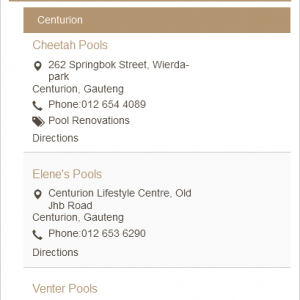 Centurion
Cheetah Pools
262 Springbok Street, Wierda-
park
Centurion, Gauteng
Phone:012 654 4089
Pool Renovations
Directions
Elene's Pools
Centurion Lifestyle Centre, Old
Jhb Road
Centurion, Gauteng
Phone:012 653 6290
Directions
Venter Pools